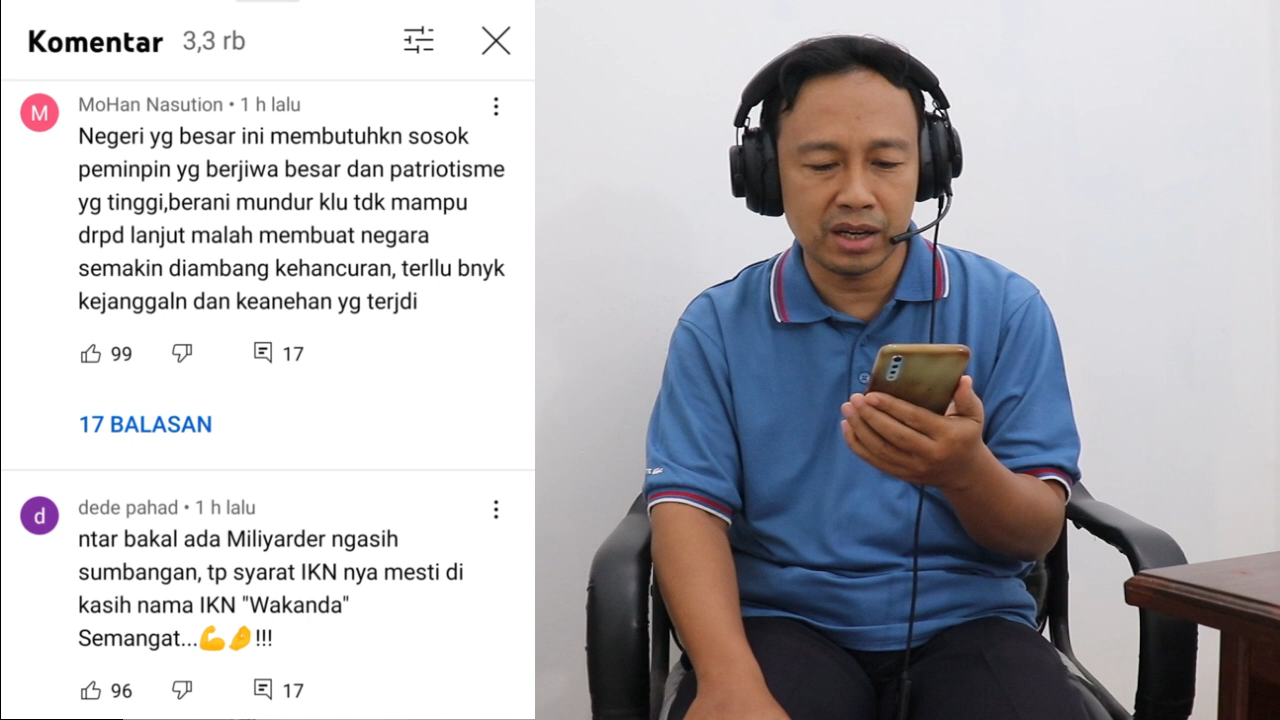 Komentar 3,3 rb
M
MoHan Nasution • 1 h lalu
Negeri yg besar ini membutuhkn sosok
peminpin yg berjiwa besar dan patriotisme
yg tinggi,berani mundur klu tdk mampu
drpd lanjut malah membuat negara
semakin diambang kehancuran, terllu bnyk
kejanggaln dan keanehan yg terjdi
99 17
17 BALASAN
d
dede pahad • 1 h lalu
ntar bakal ada Miliyarder ngasih
sumbangan, tp syarat IKN nya mesti di
kasih nama IKN "Wakanda"
Semangat...💪🤌!!!
96 17